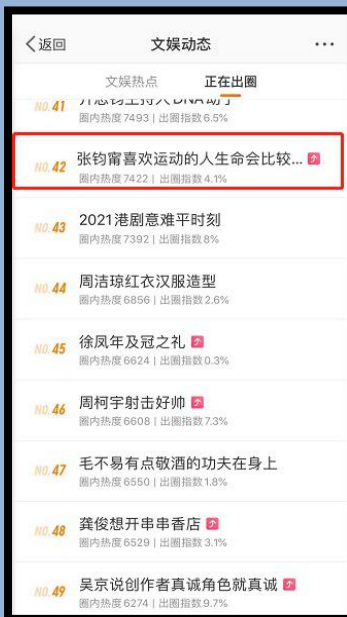 返回
文娱动态
文娱热点 正在出圈
NO.41
圈内热度7493 | 出圈指数6.5%
NO.42 张钧甯喜欢运动的人生命会比较...
圈内热度7422 | 出圈指数4.1%
NO.43 2021港剧意难平时刻
圈内热度7392 | 出圈指数8%
NO.44 周洁琼红衣汉服造型
圈内热度6856 | 出圈指数2.6%
NO.45 徐凤年及冠之礼
圈内热度6624 | 出圈指数0.3%
NO.46 周柯宇射击好帅
圈内热度6608 | 出圈指数7.3%
NO.47 毛不易有点敬酒的功夫在身上
圈内热度6550 | 出圈指数1.8%
NO.48 龚俊想开串串香店
圈内热度6529 | 出圈指数3.1%
NO.49 吴京说创作者真诚角色就真诚
圈内热度6274 | 出圈指数9.7%